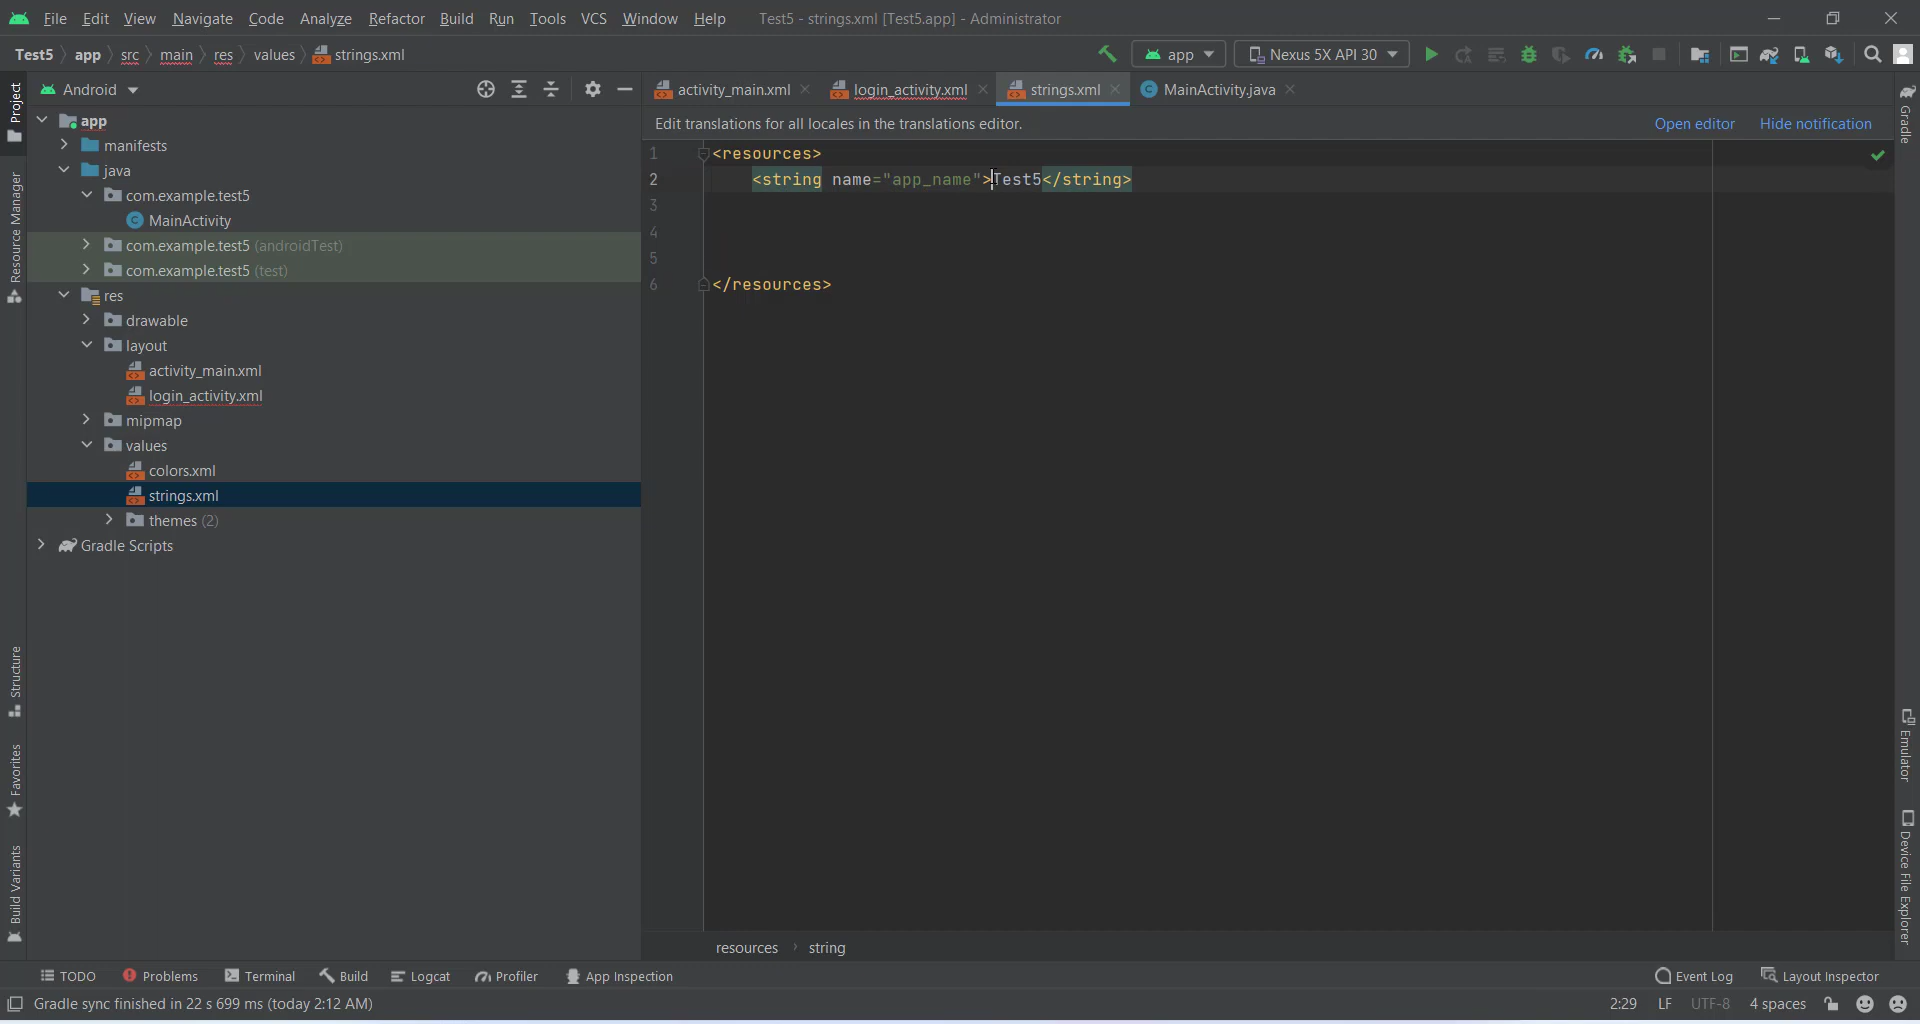 File Edit View Navigate Code Analyze Refactor Build Run Tools VCS Window Help Test5 - strings.xml [Test5.app] - Administrator
Test5 app src main res values strings.xml app Nexus 5X API 30
Android activity_main.xml login_activity.xml strings.xml MainActivity.java
Edit translations for all locales in the translations editor. Open editor Hide notification
app
manifests
java
com.example.test5
MainActivity
com.example.test5 (androidTest)
com.example.test5 (test)
res
drawable
layout
activity_main.xml
login_activity.xml
mipmap
values
colors.xml
strings.xml
themes (2)
Gradle Scripts
1 <resources>
2 <string name="app_name">Test5</string>
3
4
5
6 </resources>
Project
Resource Manager
Structure
Favorites
Build Variants
Gradle
Emulator
Device File Explorer
resources string
TODO Problems Terminal Build Logcat Profiler App Inspection Event Log Layout Inspector
Gradle sync finished in 22 s 699 ms (today 2:12 AM) 2:29 LF UTF-8 4 spaces